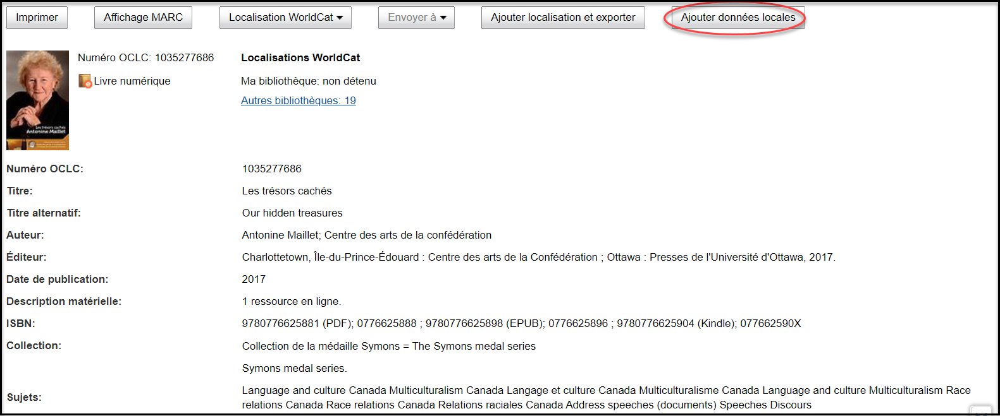 Imprimer
Affichage MARC
Localisation WorldCat
Envoyer à
Ajouter localisation et exporter
Ajouter données locales
Numéro OCLC: 1035277686
Livre numérique
Localisations WorldCat
Ma bibliothèque: non détenu
Autres bibliothèques: 19
Les trésors cachés
Antonine Maillet
Numéro OCLC: 1035277686
Titre: Les trésors cachés
Titre alternatif: Our hidden treasures
Auteur: Antonine Maillet; Centre des arts de la confédération
Éditeur: Charlottetown, Île-du-Prince-Édouard : Centre des arts de la Confédération ; Ottawa : Presses de l'Université d'Ottawa, 2017.
Date de publication: 2017
Description matérielle: 1 ressource en ligne.
ISBN: 9780776625881 (PDF); 0776625888 ; 9780776625898 (EPUB); 0776625896 ; 9780776625904 (Kindle); 077662590X
Collection: Collection de la médaille Symons = The Symons medal series
Symons medal series.
Sujets: Language and culture Canada Multiculturalism Canada Langage et culture Canada Multiculturalisme Canada Language and culture Multiculturalism Race
relations Canada Race relations Canada Relations raciales Canada Address speeches (documents) Speeches Discours